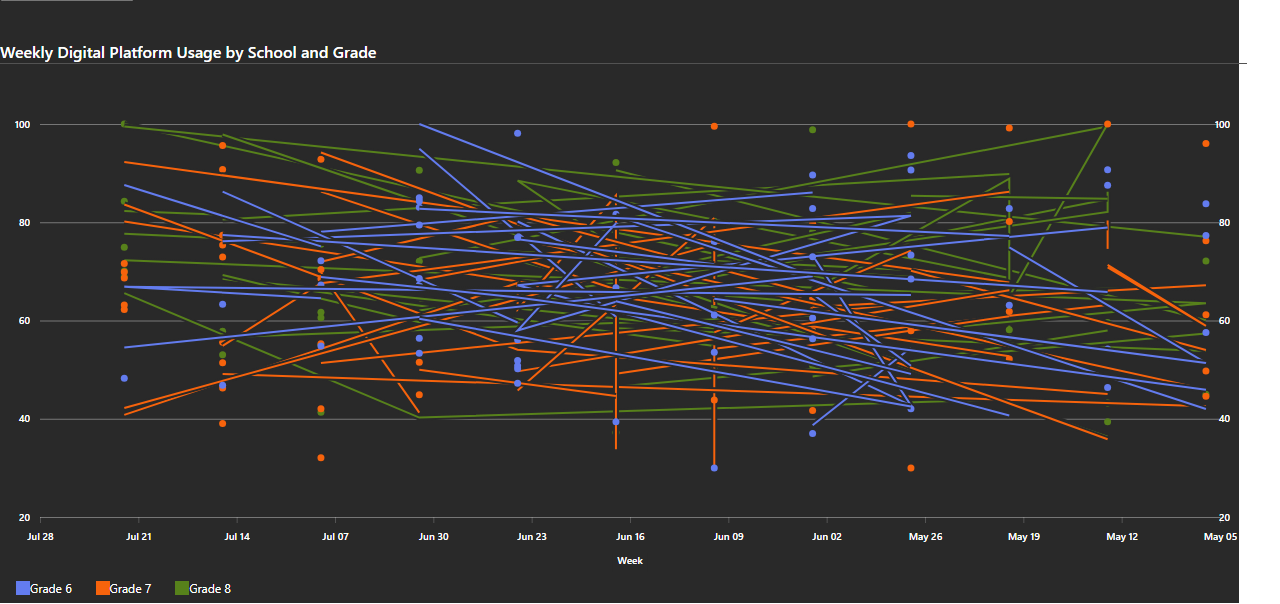 Weekly Digital Platform Usage by School and Grade
100 100
80 80
60 60
40 40
20 20
Jul 28 Jul 21 Jul 14 Jul 07 Jun 30 Jun 23 Jun 16 Jun 09 Jun 02 May 26 May 19 May 12 May 05
Week
Grade 6 Grade 7 Grade 8